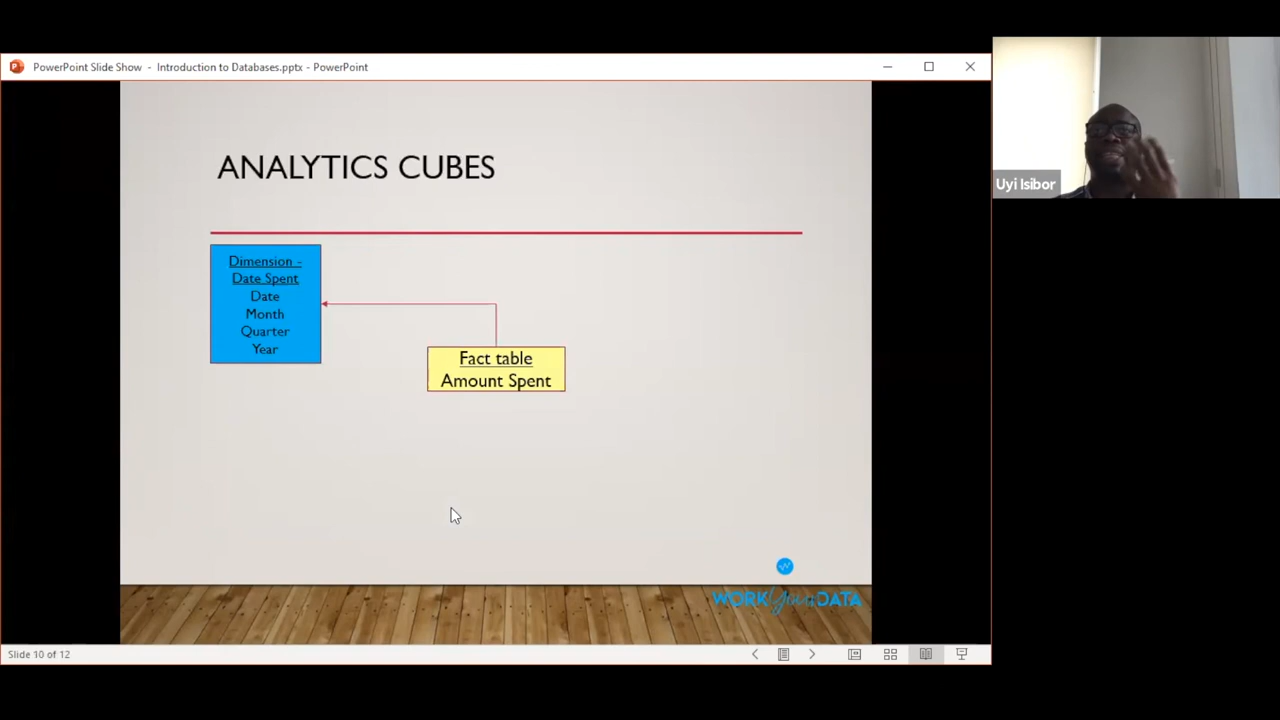 PowerPoint Slide Show - Introduction to Databases.pptx - PowerPoint
ANALYTICS CUBES
Dimension -
Date Spent
Date
Month
Quarter
Year
Fact table
Amount Spent
WORK Your DATA
Slide 10 of 12
Uyi Isibor